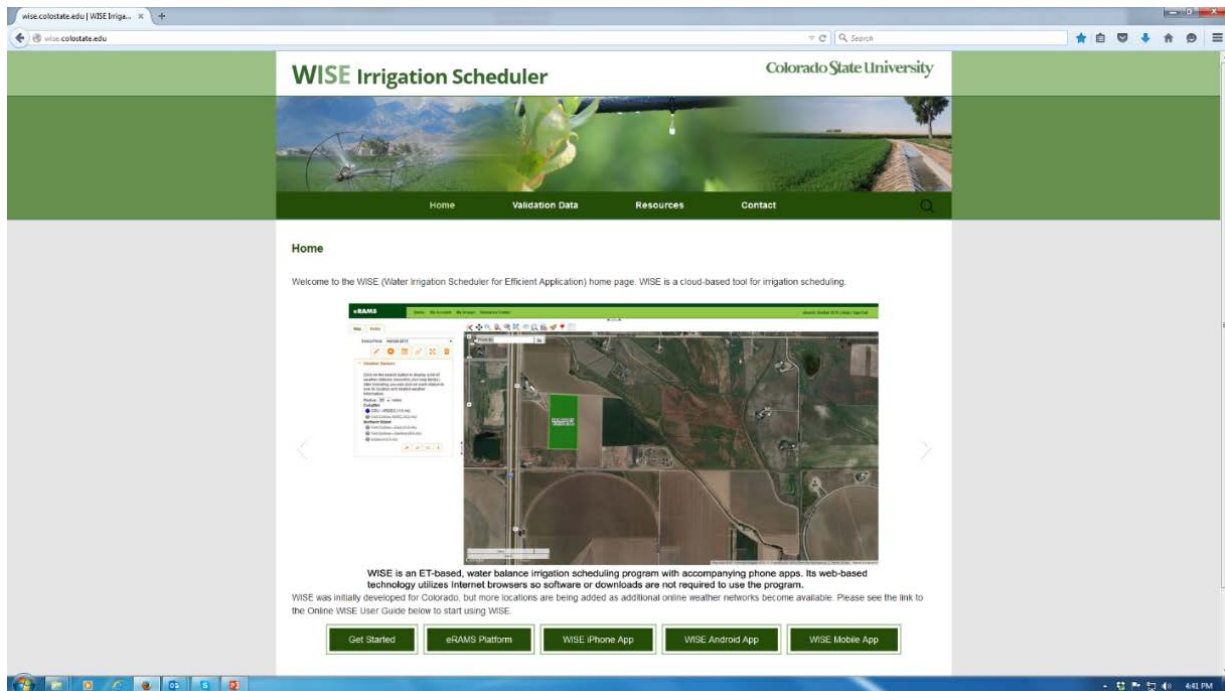 wise.colostate.edu | WISE Irriga...
wise.colostate.edu
Search
WISE Irrigation Scheduler
Colorado State University
Home Validation Data Resources Contact
Home
Welcome to the WISE (Water Irrigation Scheduler for Efficient Application) home page. WISE is a cloud-based tool for irrigation scheduling.
eRAMS
WISE is an ET-based, water balance irrigation scheduling program with accompanying phone apps. Its web-based
technology utilizes Internet browsers so software or downloads are not required to use the program.
WISE was initially developed for Colorado, but more locations are being added as additional online weather networks become available. Please see the link to
the Online WISE User Guide below to start using WISE.
Get Started eRAMS Platform WISE iPhone App WISE Android App WISE Mobile App
4:41 PM